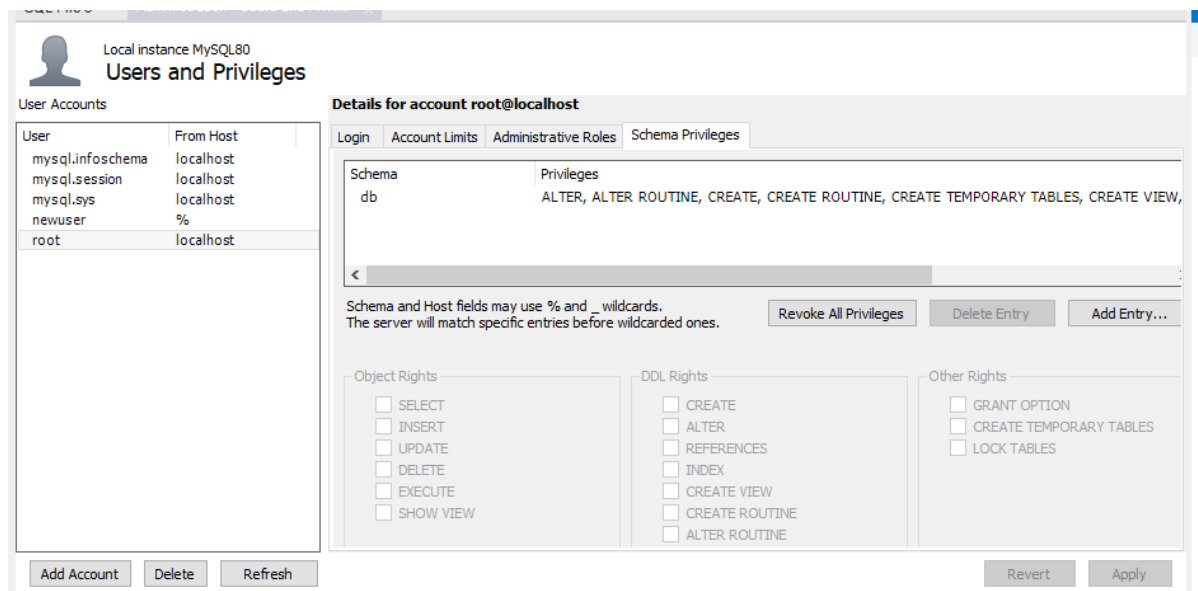 Local instance MySQL80
Users and Privileges
User Accounts
User From Host
mysql.infoschema localhost
mysql.session localhost
mysql.sys localhost
newuser %
root localhost
Add Account Delete Refresh
Details for account root@localhost
Login Account Limits Administrative Roles Schema Privileges
Schema Privileges
db ALTER, ALTER ROUTINE, CREATE, CREATE ROUTINE, CREATE TEMPORARY TABLES, CREATE VIEW,
Schema and Host fields may use % and _ wildcards.
The server will match specific entries before wildcarded ones.
Revoke All Privileges Delete Entry Add Entry...
Object Rights
SELECT
INSERT
UPDATE
DELETE
EXECUTE
SHOW VIEW
DDL Rights
CREATE
ALTER
REFERENCES
INDEX
CREATE VIEW
CREATE ROUTINE
ALTER ROUTINE
Other Rights
GRANT OPTION
CREATE TEMPORARY TABLES
LOCK TABLES
Revert Apply